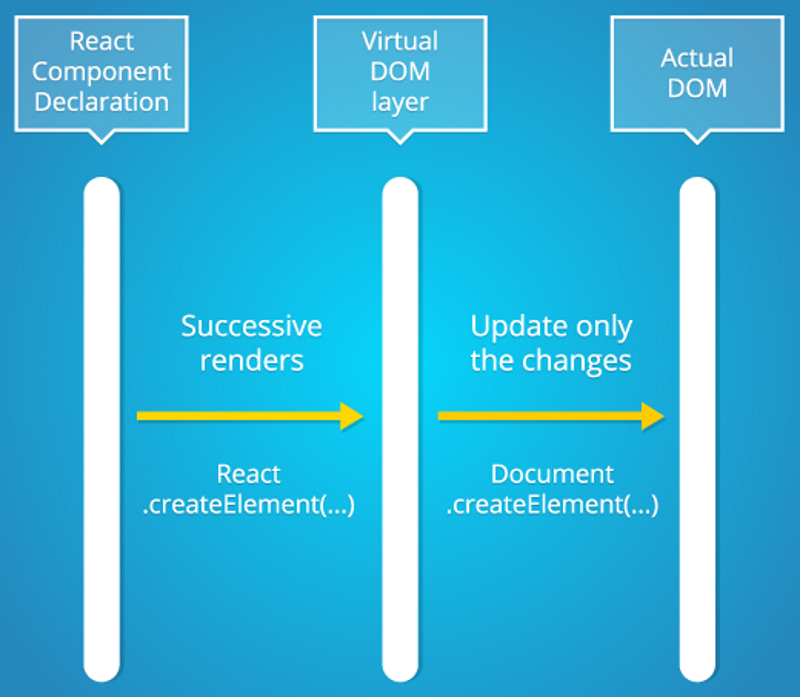 React
Component
Declaration
Virtual
DOM
layer
Actual
DOM
Successive
renders
Update only
the changes
React
.createElement(...)
Document
.createElement(...)